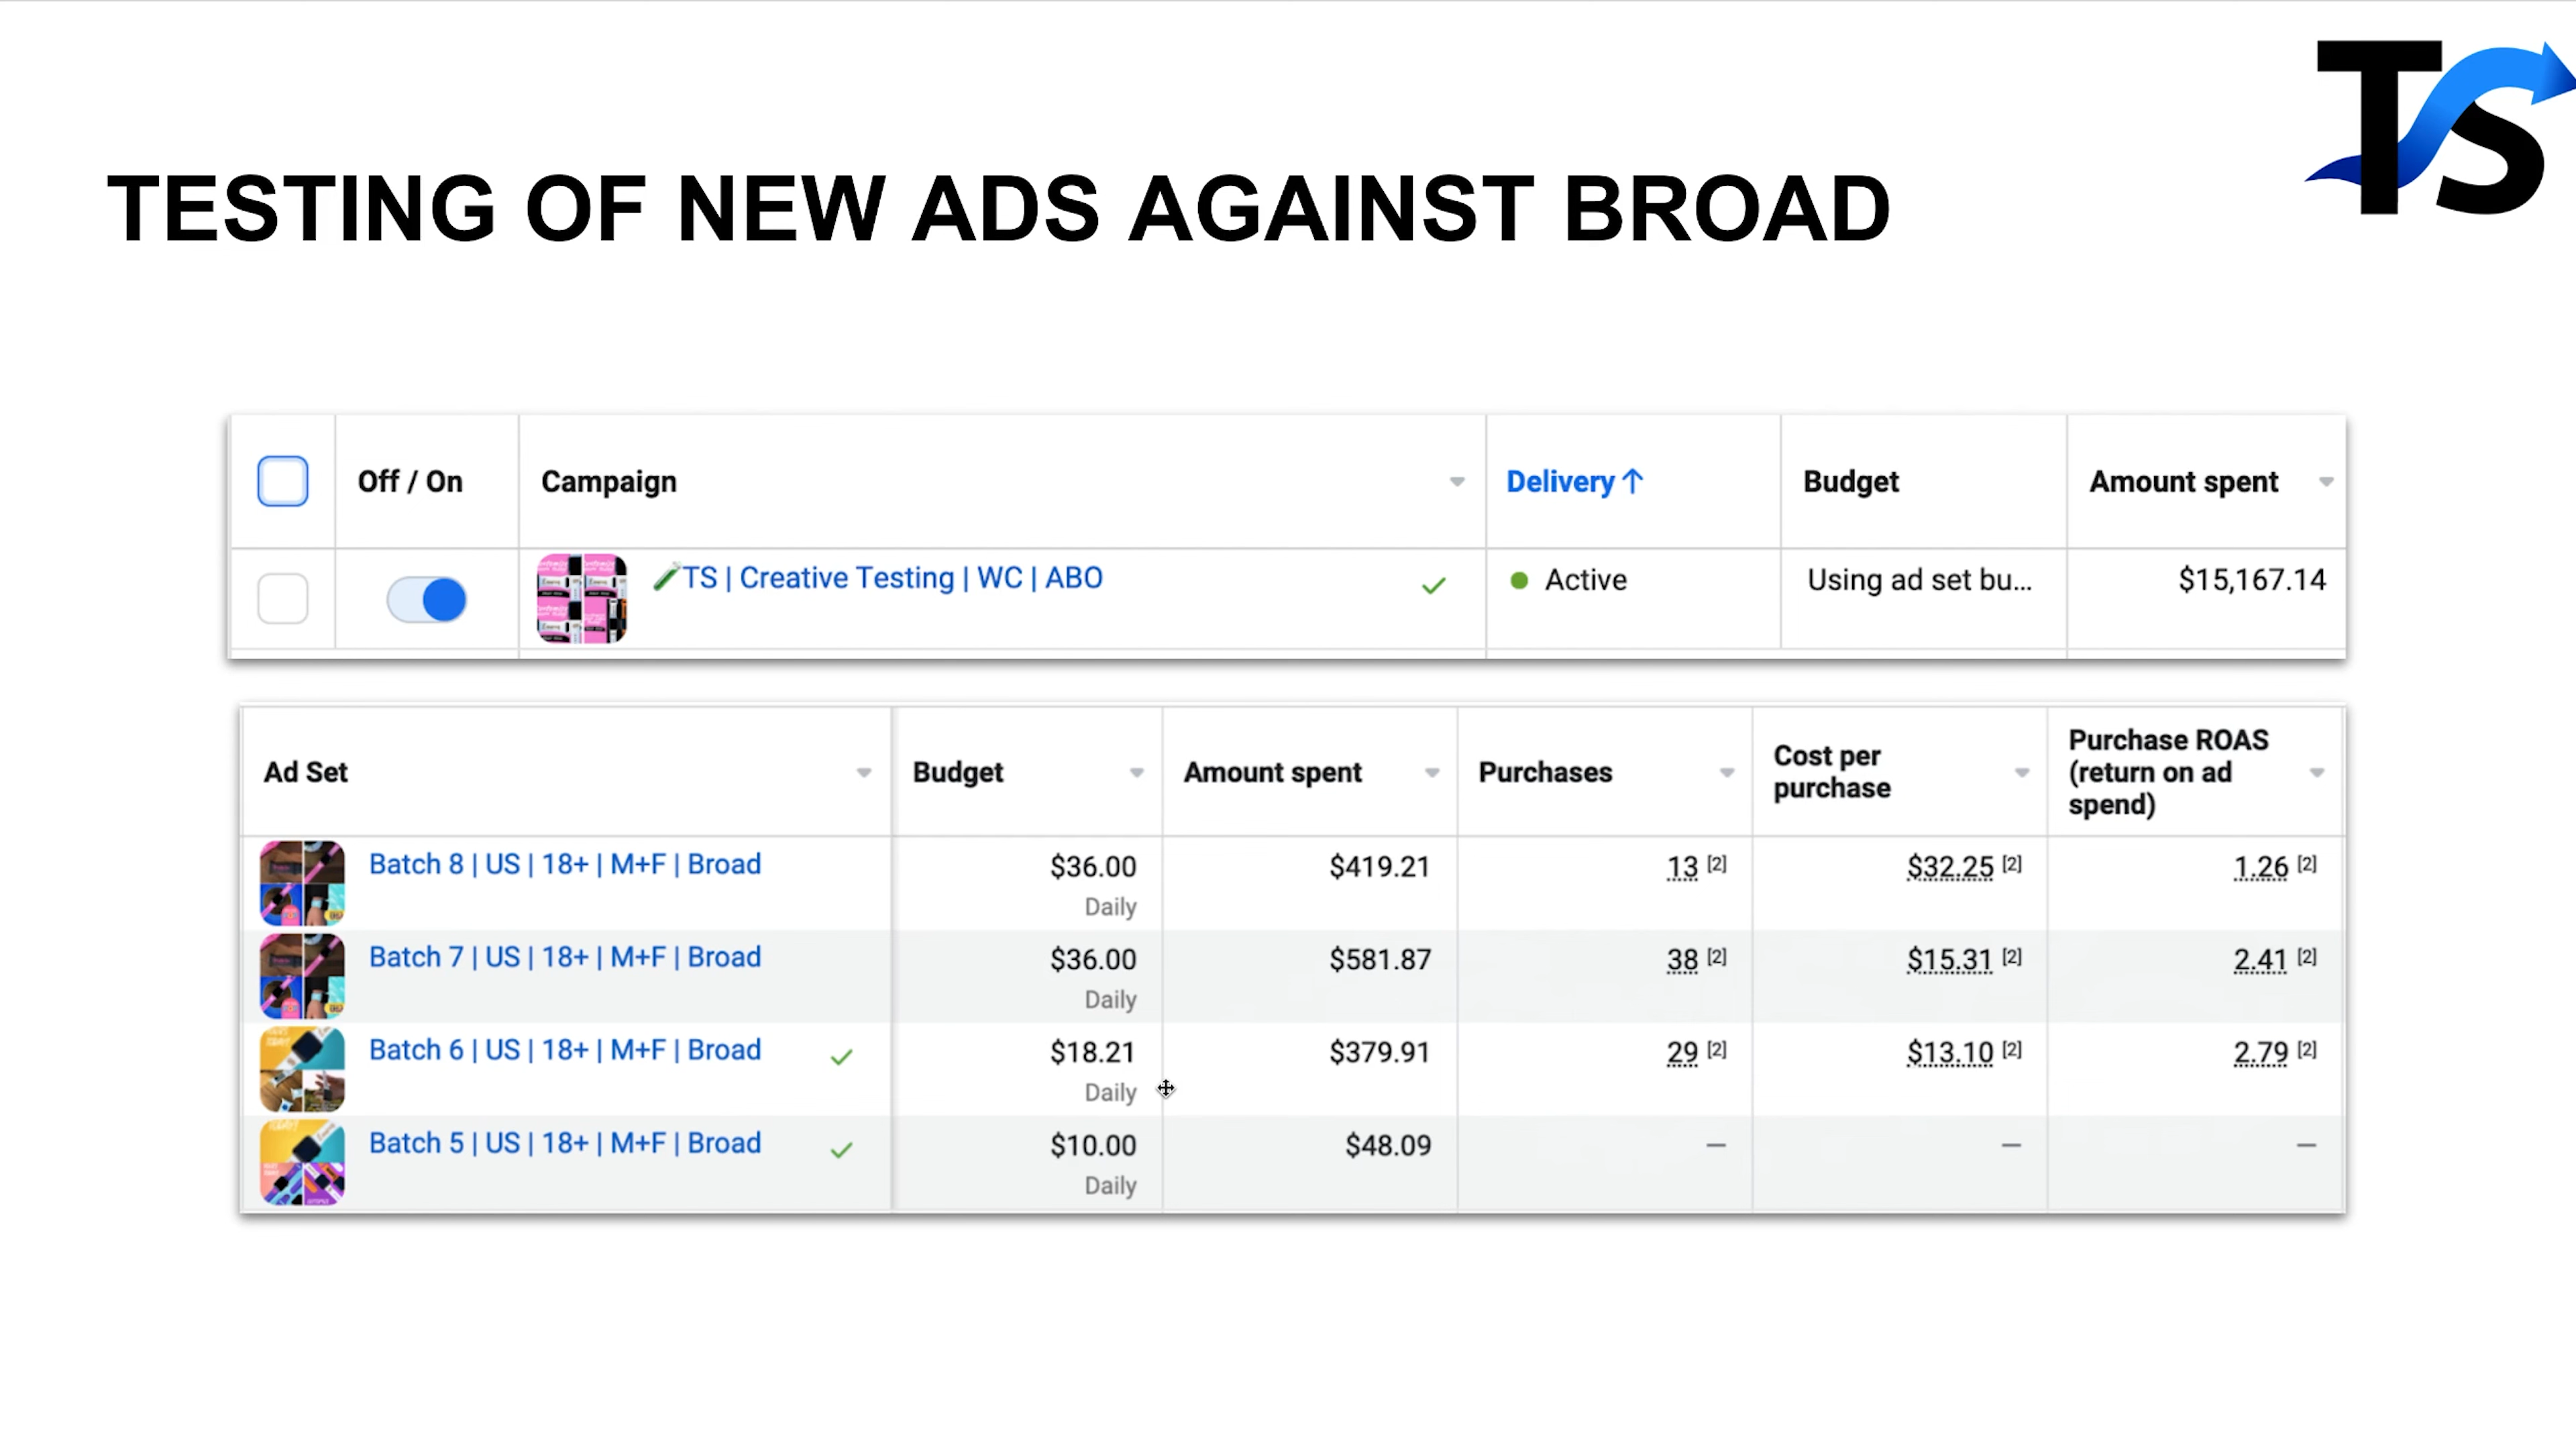 TS
TESTING OF NEW ADS AGAINST BROAD
Off / On Campaign Delivery ↑ Budget Amount spent
TS | Creative Testing | WC | ABO Active Using ad set bu... $15,167.14
Ad Set Budget Amount spent Purchases Cost per purchase Purchase ROAS (return on ad spend)
Batch 8 | US | 18+ | M+F | Broad $36.00 $419.21 13 [2] $32.25 [2] 1.26 [2]
Daily
Batch 7 | US | 18+ | M+F | Broad $36.00 $581.87 38 [2] $15.31 [2] 2.41 [2]
Daily
Batch 6 | US | 18+ | M+F | Broad $18.21 $379.91 29 [2] $13.10 [2] 2.79 [2]
Daily
Batch 5 | US | 18+ | M+F | Broad $10.00 $48.09 — — —
Daily